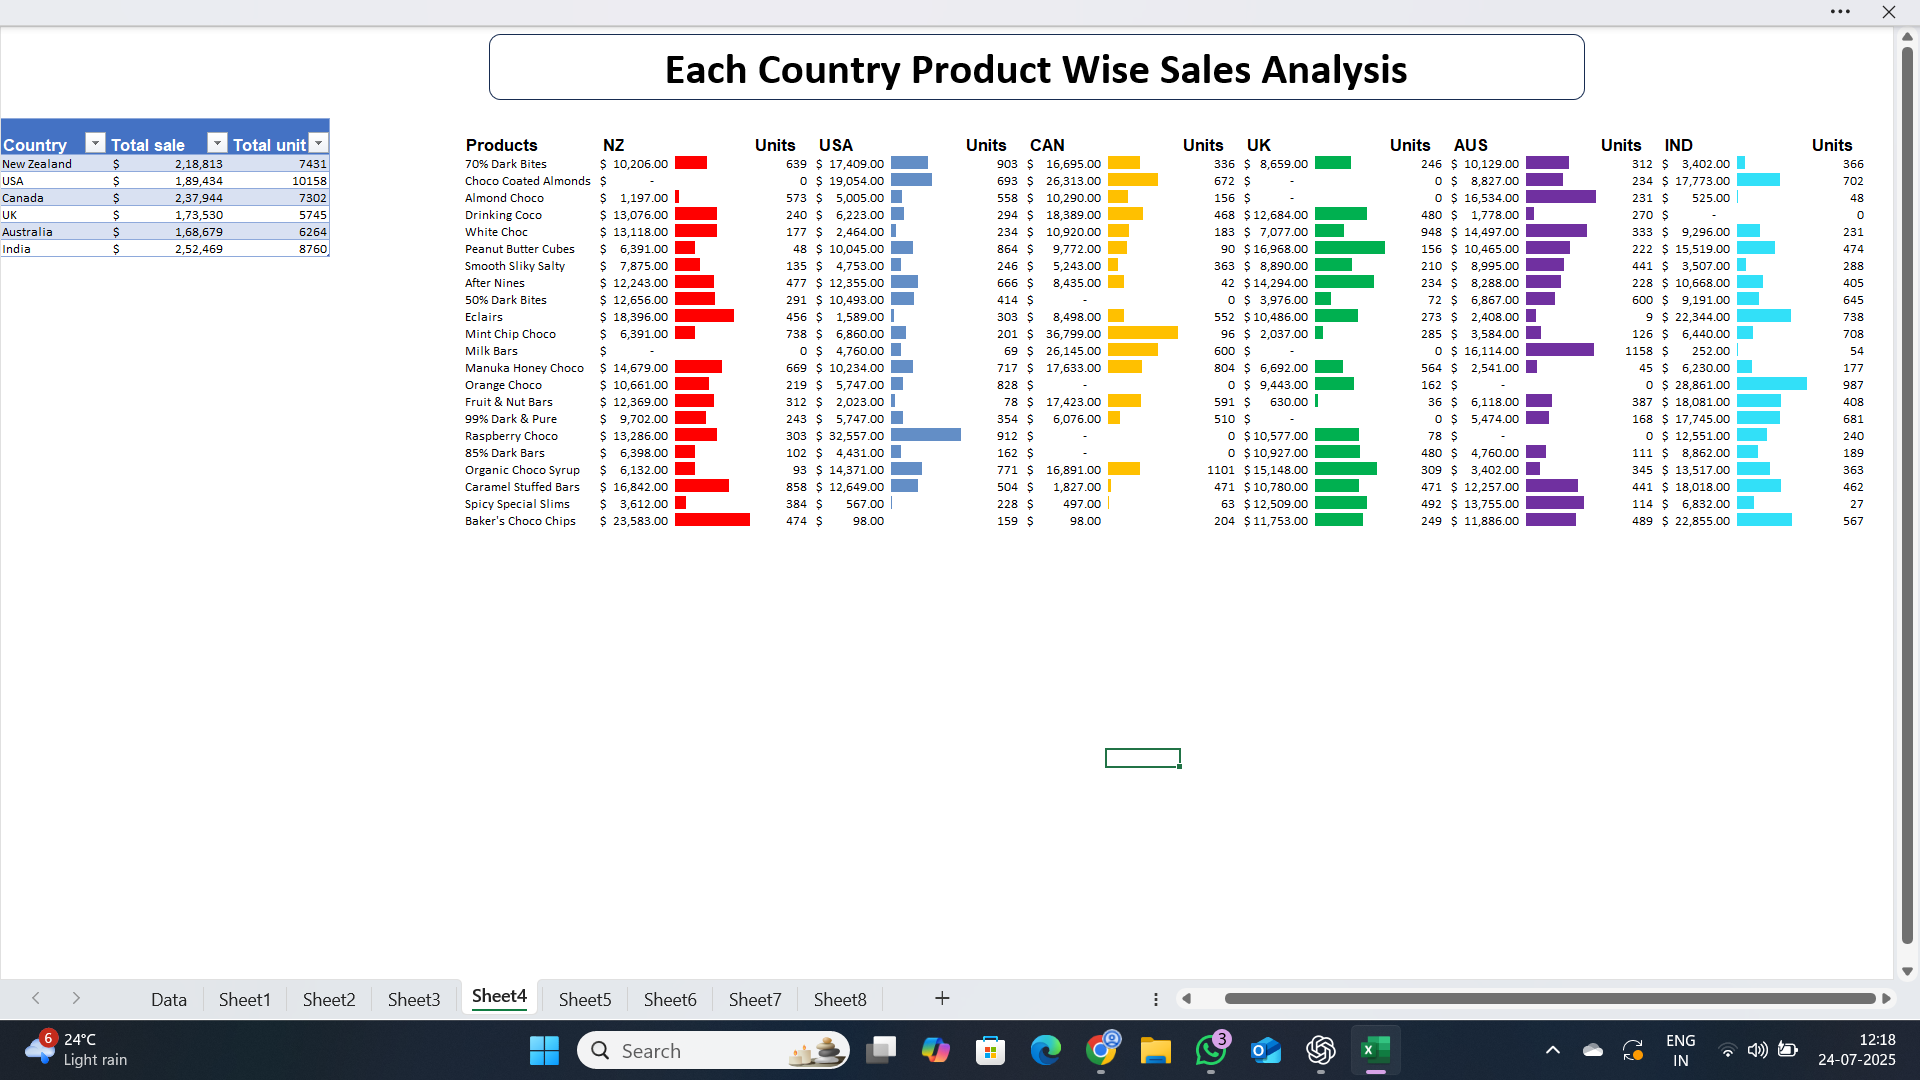 Each Country Product Wise Sales Analysis
Country Total sale Total unit
New Zealand $ 2,18,813 7431
USA $ 1,89,434 10158
Canada $ 2,37,944 7302
UK $ 1,73,530 5745
Australia $ 1,68,679 6264
India $ 2,52,469 8760
Products NZ Units USA Units CAN Units UK Units AUS Units IND Units
70% Dark Bites $ 10,206.00 639 $ 17,409.00 903 $ 16,695.00 336 $ 8,659.00 246 $ 10,129.00 312 $ 3,402.00 366
Choco Coated Almonds $ - 0 $ 19,054.00 693 $ 26,313.00 672 $ - 0 $ 8,827.00 234 $ 17,773.00 702
Almond Choco $ 1,197.00 573 $ 5,005.00 558 $ 10,290.00 156 $ - 0 $ 16,534.00 231 $ 525.00 48
Drinking Coco $ 13,076.00 240 $ 6,223.00 294 $ 18,389.00 468 $ 12,684.00 480 $ 1,778.00 270 $ - 0
White Choc $ 13,118.00 177 $ 2,464.00 234 $ 10,920.00 183 $ 7,077.00 948 $ 14,497.00 333 $ 9,296.00 231
Peanut Butter Cubes $ 6,391.00 48 $ 10,045.00 864 $ 9,772.00 90 $ 16,968.00 156 $ 10,465.00 222 $ 15,519.00 474
Smooth Sliky Salty $ 7,875.00 135 $ 4,753.00 246 $ 5,243.00 363 $ 8,890.00 210 $ 8,995.00 441 $ 3,507.00 288
After Nines $ 12,243.00 477 $ 12,355.00 666 $ 8,435.00 42 $ 14,294.00 234 $ 8,288.00 228 $ 10,668.00 405
50% Dark Bites $ 12,656.00 291 $ 10,493.00 414 $ - 0 $ 3,976.00 72 $ 6,867.00 600 $ 9,191.00 645
Eclairs $ 18,396.00 456 $ 1,589.00 303 $ 8,498.00 552 $ 10,486.00 273 $ 2,408.00 9 $ 22,344.00 738
Mint Chip Choco $ 6,391.00 738 $ 6,860.00 201 $ 36,799.00 96 $ 2,037.00 285 $ 3,584.00 126 $ 6,440.00 708
Milk Bars $ - 0 $ 4,760.00 69 $ 26,145.00 600 $ - 0 $ 16,114.00 1158 $ 252.00 54
Manuka Honey Choco $ 14,679.00 669 $ 10,234.00 717 $ 17,633.00 804 $ 6,692.00 564 $ 2,541.00 45 $ 6,230.00 177
Orange Choco $ 10,661.00 219 $ 5,747.00 828 $ - 0 $ 9,443.00 162 $ - 0 $ 28,861.00 987
Fruit & Nut Bars $ 12,369.00 312 $ 2,023.00 78 $ 17,423.00 591 $ 630.00 36 $ 6,118.00 387 $ 18,081.00 408
99% Dark & Pure $ 9,702.00 243 $ 5,747.00 354 $ 6,076.00 510 $ - 0 $ 5,474.00 168 $ 17,745.00 681
Raspberry Choco $ 13,286.00 303 $ 32,557.00 912 $ - 0 $ 10,577.00 78 $ - 0 $ 12,551.00 240
85% Dark Bars $ 6,398.00 102 $ 4,431.00 162 $ - 0 $ 10,927.00 480 $ 4,760.00 111 $ 8,862.00 189
Organic Choco Syrup $ 6,132.00 93 $ 14,371.00 771 $ 16,891.00 1101 $ 15,148.00 309 $ 3,402.00 345 $ 13,517.00 363
Caramel Stuffed Bars $ 16,842.00 858 $ 12,649.00 504 $ 1,827.00 471 $ 10,780.00 471 $ 12,257.00 441 $ 18,018.00 462
Spicy Special Slims $ 3,612.00 384 $ 567.00 228 $ 497.00 63 $ 12,509.00 492 $ 13,755.00 114 $ 6,832.00 27
Baker's Choco Chips $ 23,583.00 474 $ 98.00 159 $ 98.00 204 $ 11,753.00 249 $ 11,886.00 489 $ 22,855.00 567
Data Sheet1 Sheet2 Sheet3 Sheet4 Sheet5 Sheet6 Sheet7 Sheet8
6 24°C
Light rain
Search
3
ENG
IN
12:18
24-07-2025